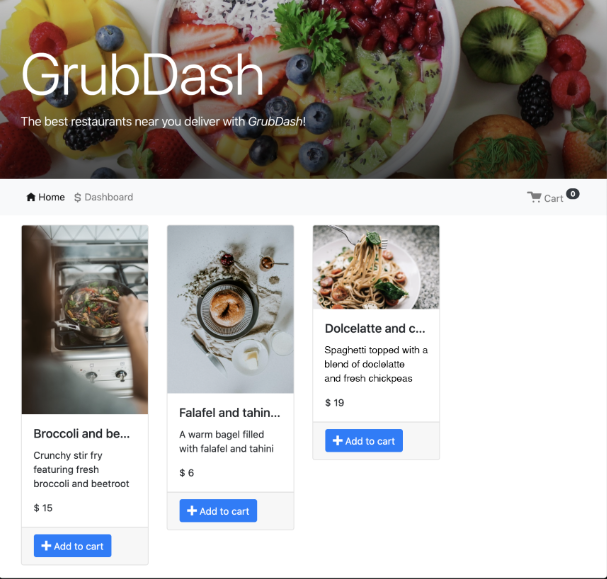 GrubDash
The best restaurants near you deliver with GrubDash!
Home
Dashboard
Cart 0
Broccoli and be...
Crunchy stir fry
featuring fresh
broccoli and beetroot
$ 15
Add to cart
Falafel and tahin...
A warm bagel filled
with falafel and tahini
$ 6
Add to cart
Dolcelatte and c...
Spaghetti topped with a
blend of doclelatte
and fresh chickpeas
$ 19
Add to cart